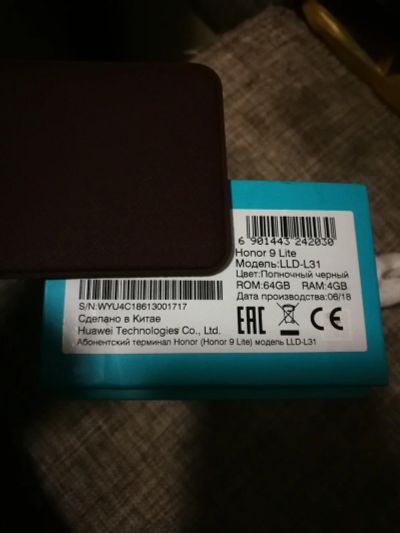 6 901443 242030
Honor 9 Lite
Модель:LLD-L31
Цвет:Полночный черный
ROM:64GB RAM:4GB
Дата производства:06/18
S/N:WYU4C18613001717
Сделано в Китае
Huawei Technologies Co., Ltd.
EAC CE
Абонентский терминал Honor (Honor 9 Lite) модель LLD-L31